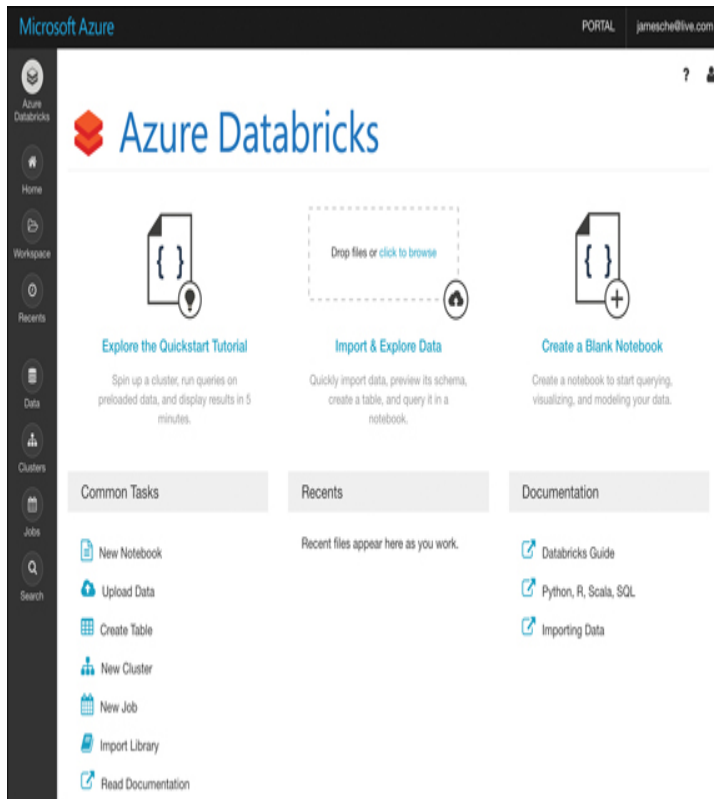 Microsoft Azure
PORTAL
jamesche@live.com
Azure
Databricks
Home
Workspace
Recents
Data
Clusters
Jobs
Search
?
Azure Databricks
{ }
Explore the Quickstart Tutorial
Spin up a cluster, run queries on
preloaded data, and display results in 5
minutes.
Drop files or click to browse
Import & Explore Data
Quickly import data, preview its schema,
create a table, and query it in a
notebook.
{ }
Create a Blank Notebook
Create a notebook to start querying,
visualizing, and modeling your data.
Common Tasks
New Notebook
Upload Data
Create Table
New Cluster
New Job
Import Library
Read Documentation
Recents
Recent files appear here as you work.
Documentation
Databricks Guide
Python, R, Scala, SQL
Importing Data